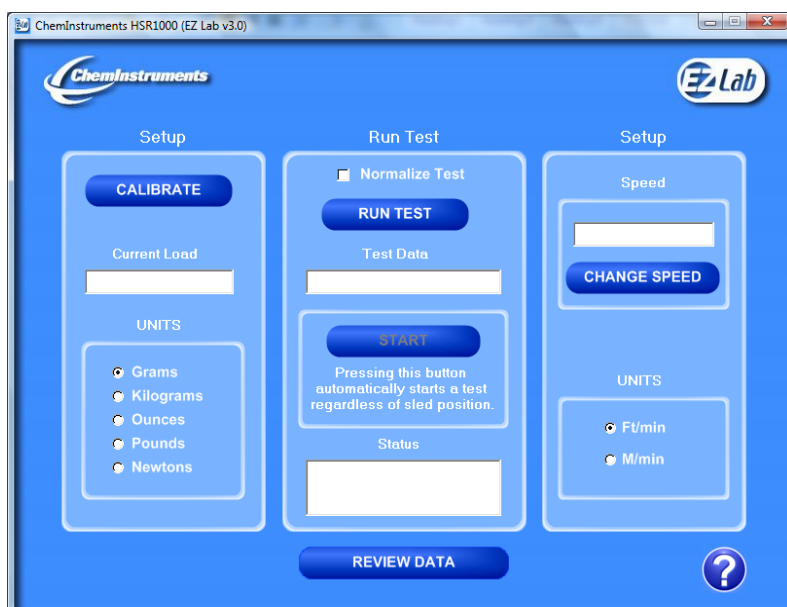 ChemInstruments HSR1000 (EZ Lab v3.0)
ChemInstruments
EZ Lab
Setup
CALIBRATE
Current Load
UNITS
Grams
Kilograms
Ounces
Pounds
Newtons
Run Test
Normalize Test
RUN TEST
Test Data
START
Pressing this button
automatically starts a test
regardless of sled position.
Status
REVIEW DATA
Setup
Speed
CHANGE SPEED
UNITS
Ft/min
M/min
?